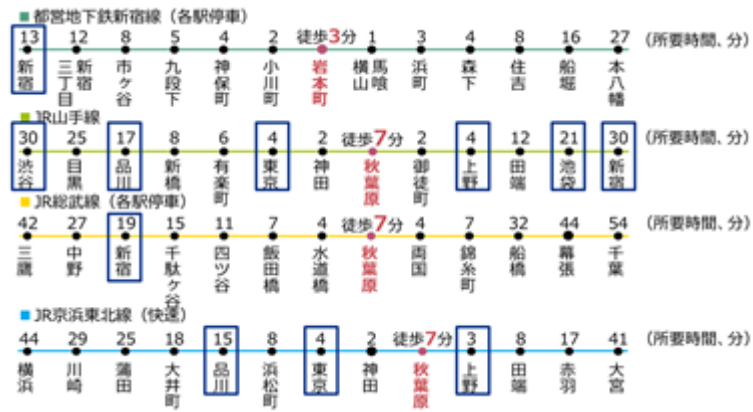 ■ 都営地下鉄新宿線（各駅停車）
13 12 8 5 4 2 徒歩3分 1 3 4 8 16 27 （所要時間、分）
新宿 新宿三丁目 市ヶ谷 九段下 神保町 小川町 岩本町 馬喰横山 浜町 森下 住吉 船堀 本八幡
■ JR山手線
30 25 17 8 6 4 2 徒歩7分 2 4 12 21 30 （所要時間、分）
渋谷 目黒 品川 新橋 有楽町 東京 神田 秋葉原 御徒町 上野 田端 池袋 新宿
■ JR総武線（各駅停車）
42 27 19 15 11 7 4 徒歩7分 4 7 32 44 54 （所要時間、分）
三鷹 中野 新宿 千駄ヶ谷 四ツ谷 飯田橋 水道橋 秋葉原 両国 錦糸町 船橋 幕張 千葉
■ JR京浜東北線（快速）
44 29 25 18 15 8 4 2 徒歩7分 3 8 17 41 （所要時間、分）
横浜 川崎 蒲田 大井町 品川 浜松町 東京 神田 秋葉原 上野 田端 赤羽 大宮